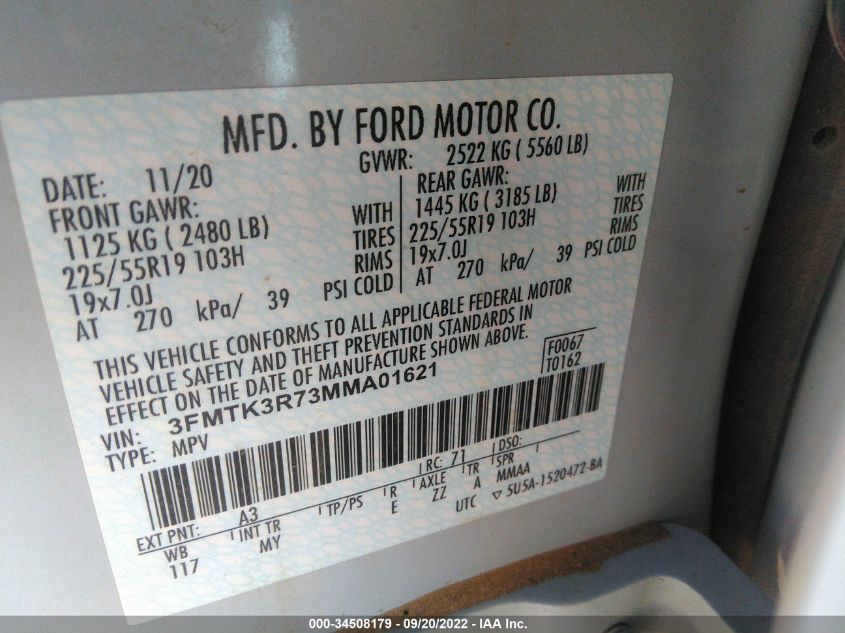 MFD. BY FORD MOTOR CO.
DATE: 11/20
GVWR: 2522 KG ( 5560 LB)
FRONT GAWR:
1125 KG ( 2480 LB) WITH
225/55R19 103H TIRES
19x7.0J RIMS
AT 270 kPa/ 39 PSI COLD
REAR GAWR:
1445 KG ( 3185 LB) WITH
225/55R19 103H TIRES
19x7.0J RIMS
AT 270 kPa/ 39 PSI COLD
THIS VEHICLE CONFORMS TO ALL APPLICABLE FEDERAL MOTOR
VEHICLE SAFETY AND THEFT PREVENTION STANDARDS IN
EFFECT ON THE DATE OF MANUFACTURE SHOWN ABOVE.
F0067
T0162
VIN: 3FMTK3R73MMA01621
TYPE: MPV
EXT PNT: A3 RC: 71 DSO:
WB INT TR TP/PS R AXLE TR SPR
117 MY E ZZ A MMAA
UTC ▽ 5U5A-1520472-BA
000-34508179 - 09/20/2022 - IAA Inc.